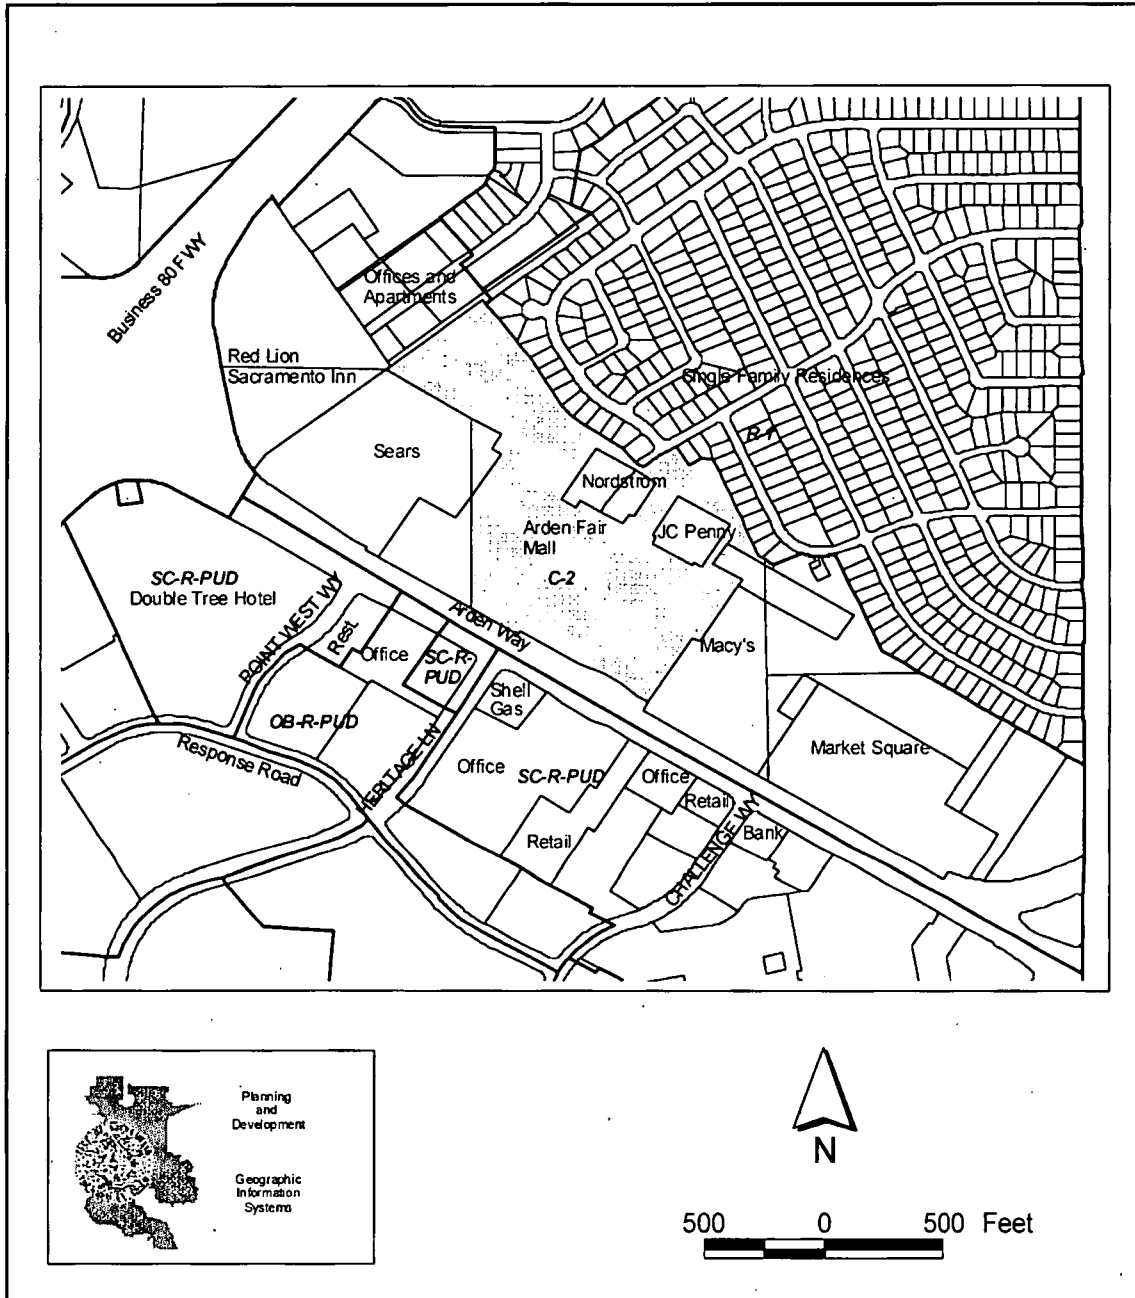 Business 80 FWY
Offices and
Apartments
Red Lion
Sacramento Inn
Single Family Residences
R-1
Sears
Nordstrom
Arden Fair
Mall
JC Penny
C-2
SC-R-PUD
Double Tree Hotel
POINT WEST WY
Rest
Office
SC-R-
PUD
Arden Way
Macy's
Shell
Gas
OB-R-PUD
Response Road
HERITAGE LN
Office
SC-R-PUD
Office
Retail
Market Square
Retail
Bank
CHALLENGE WY
Planning
and
Development
Geographic
Information
Systems
N
500 0 500 Feet